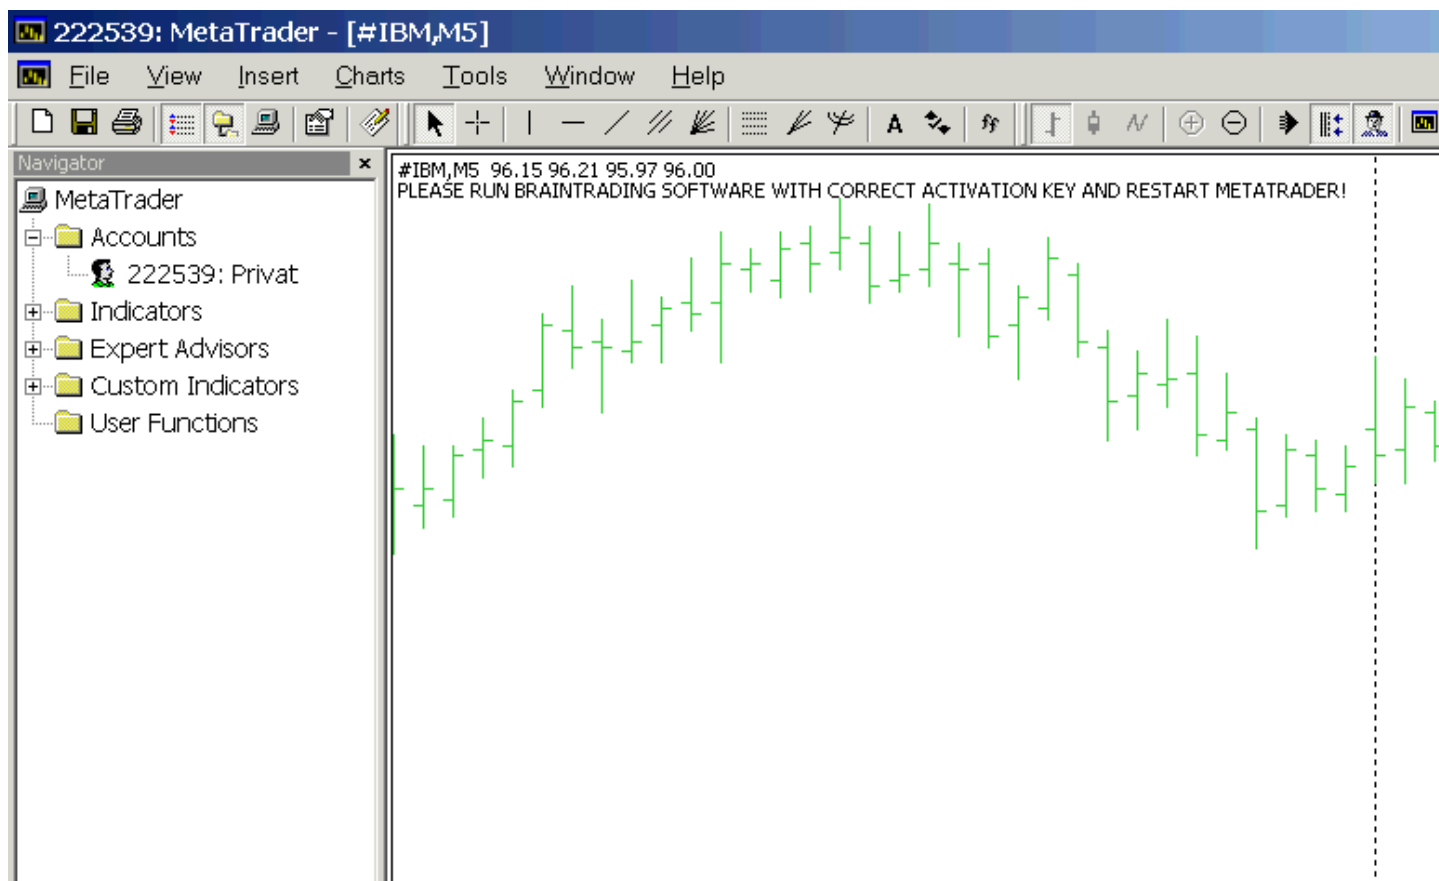 222539: MetaTrader - [#IBM,M5]
File View Insert Charts Tools Window Help
A
Navigator
MetaTrader
Accounts
222539: Privat
Indicators
Expert Advisors
Custom Indicators
User Functions
#IBM,M5 96.15 96.21 95.97 96.00
PLEASE RUN BRAINTRADING SOFTWARE WITH CORRECT ACTIVATION KEY AND RESTART METATRADER!